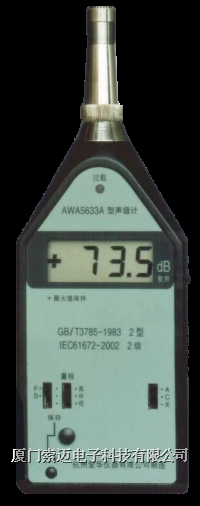 过载
AWA5633A 型声级计
+ 73.5 dB
+最大值保持
GB/T3785-1983 2 型
IEC61672-2002 2 级
量程
F
S
高
中
低
A
C
保持
杭州爱华仪器有限公司制造
厦门索迈电子科技有限公司